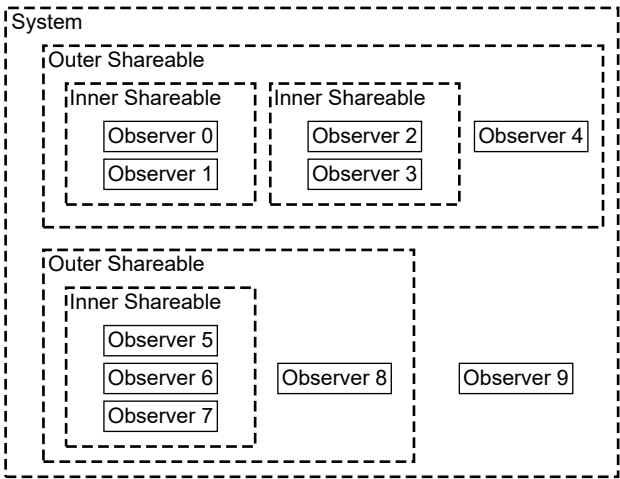 System
Outer Shareable
Inner Shareable
Observer 0
Observer 1
Inner Shareable
Observer 2
Observer 3
Observer 4
Outer Shareable
Inner Shareable
Observer 5
Observer 6
Observer 7
Observer 8
Observer 9